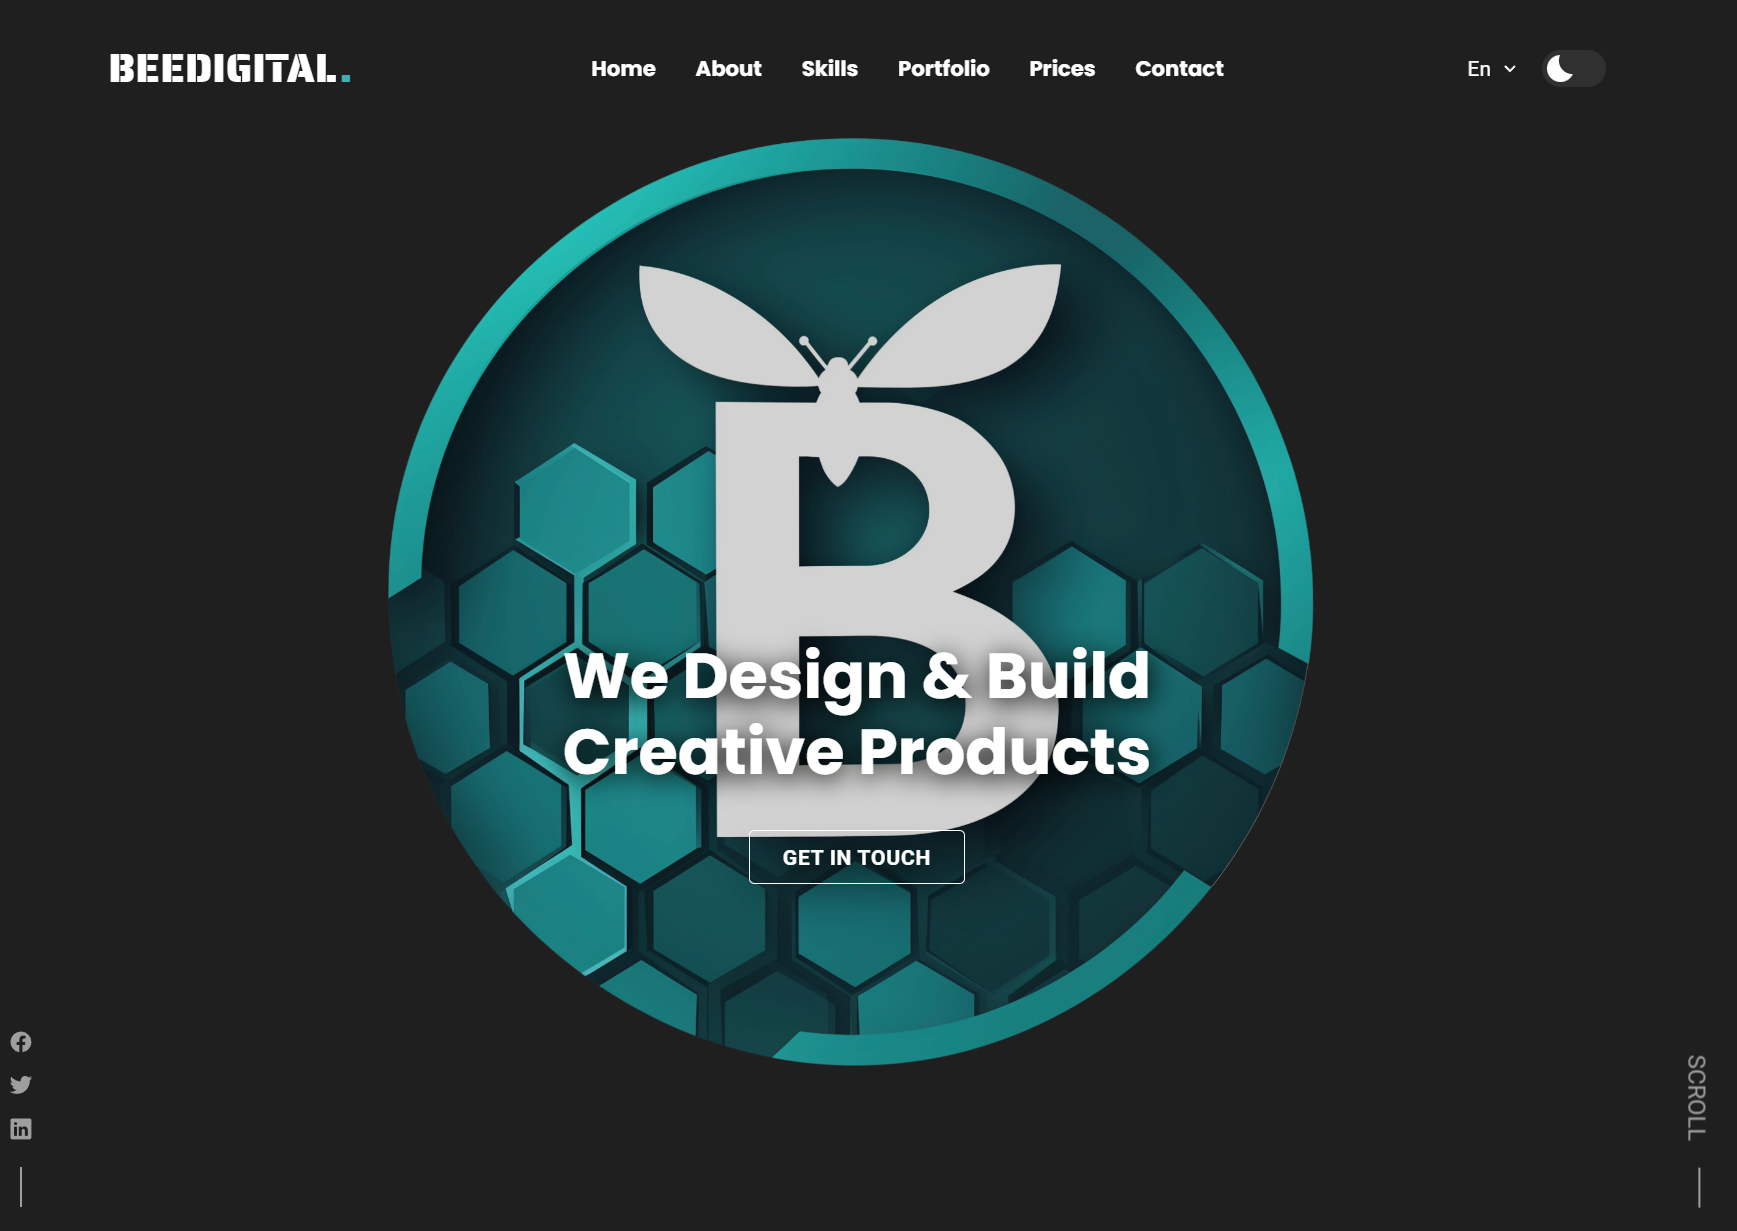 BEEDIGITAL.
Home
About
Skills
Portfolio
Prices
Contact
En
B
We Design & Build
Creative Products
GET IN TOUCH
SCROLL